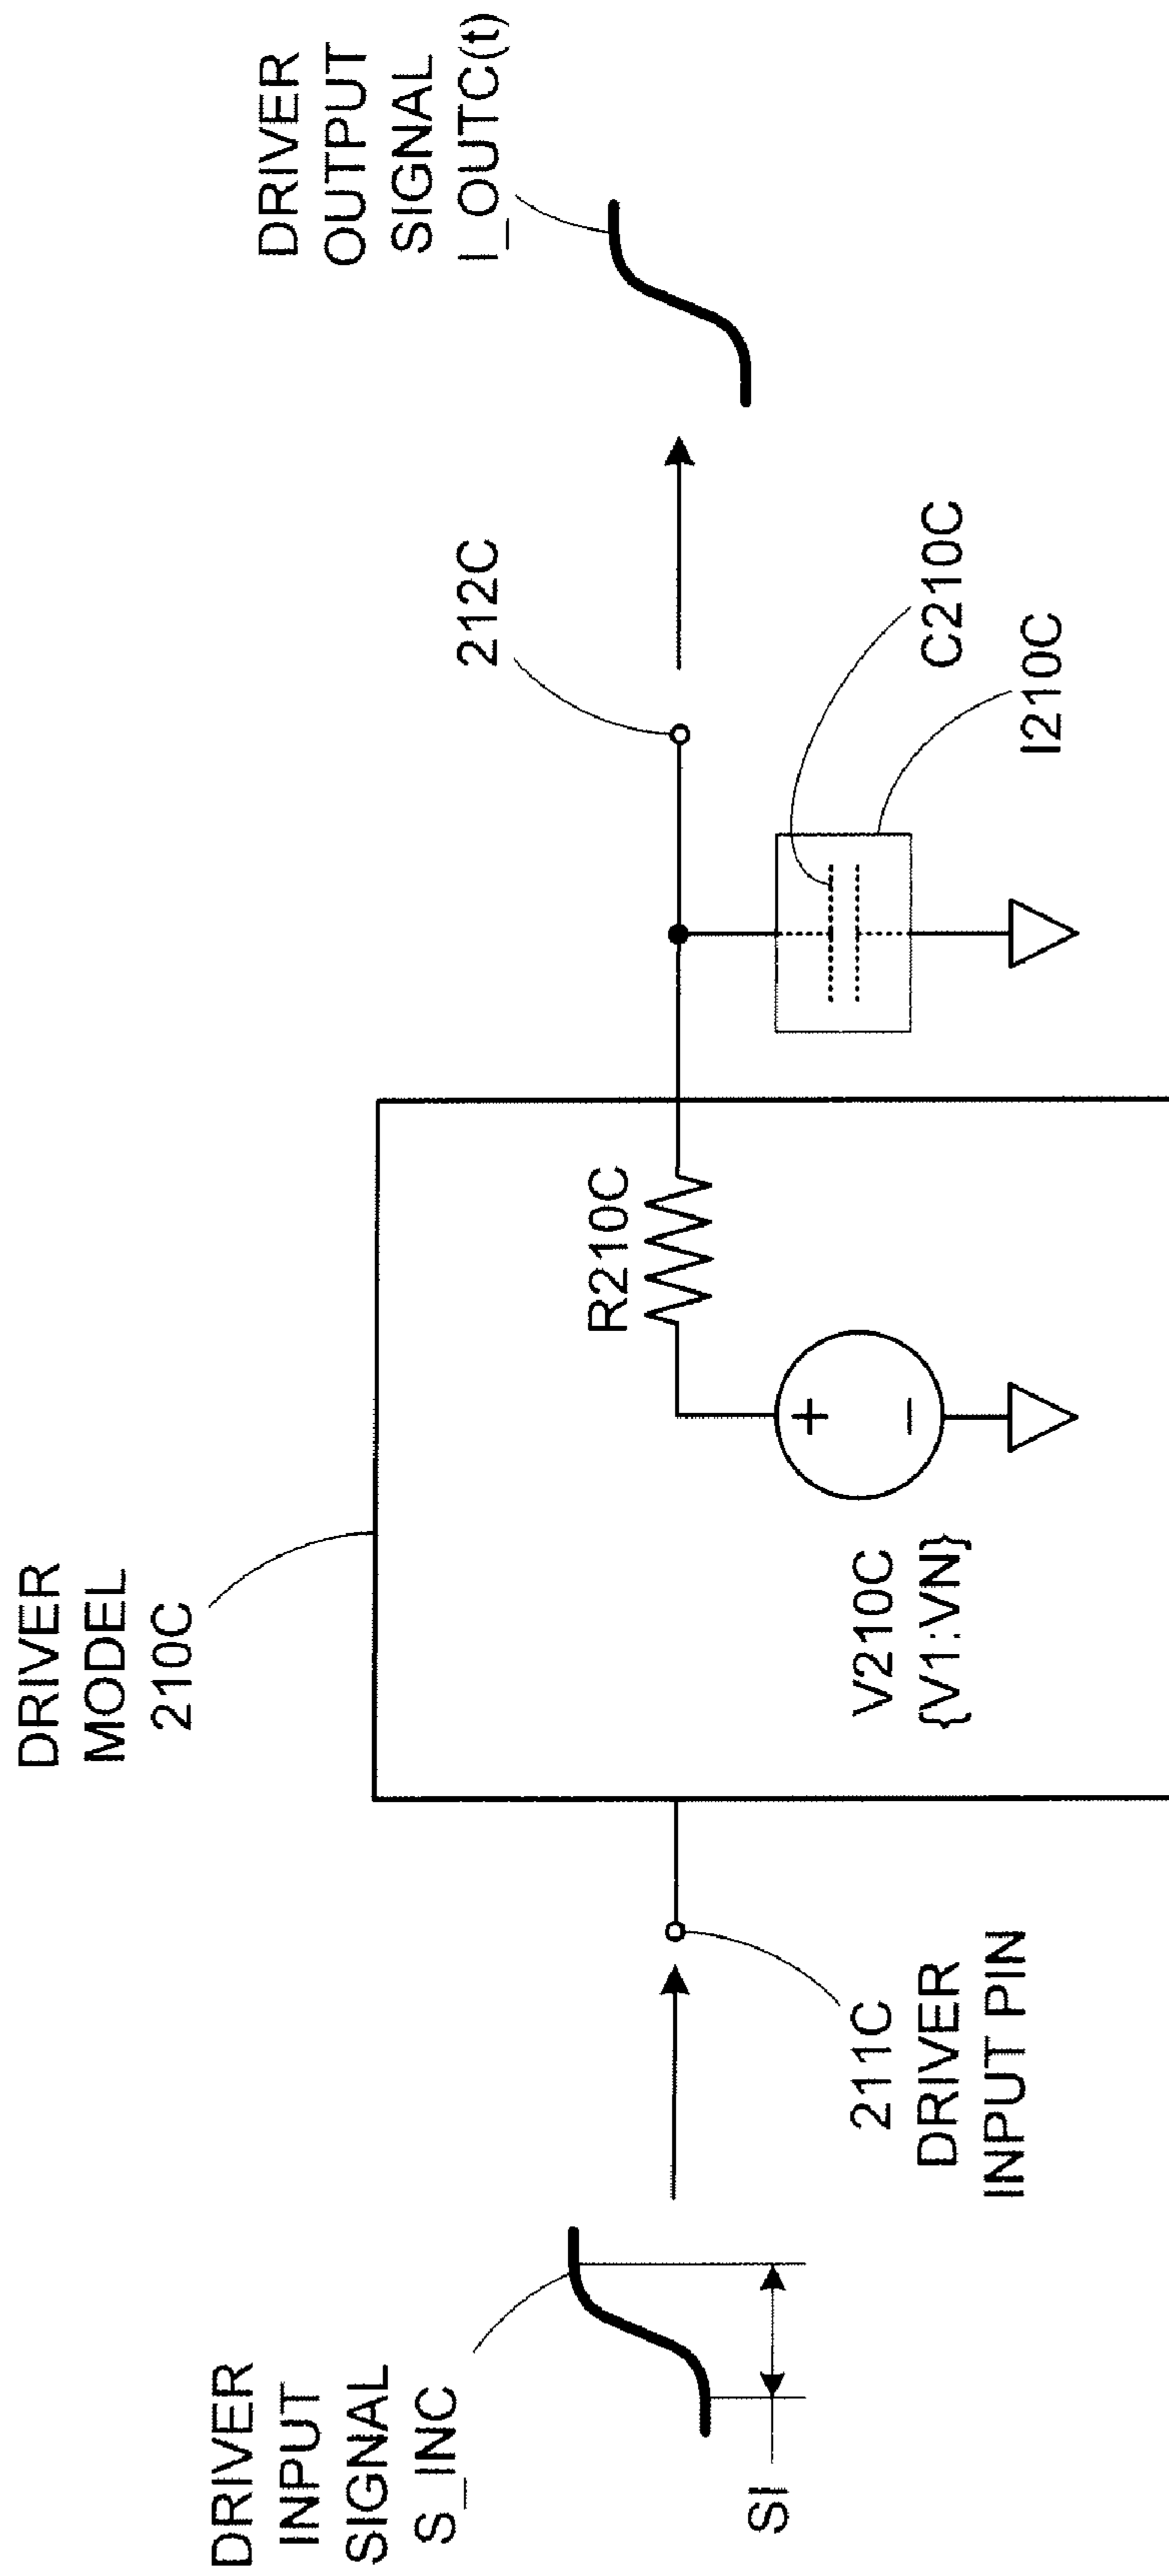 DRIVER
INPUT
SIGNAL
S_INC
SI
211C
DRIVER
INPUT PIN
DRIVER
MODEL
210C
V210C
{V1:VN}
+
−
R210C
212C
C210C
I210C
DRIVER
OUTPUT
SIGNAL
I_OUTC(t)